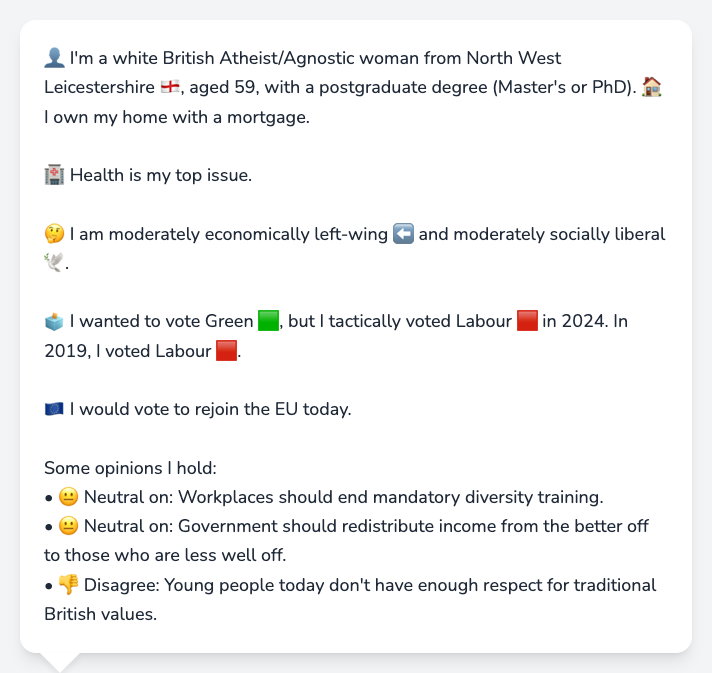 👤 I'm a white British Atheist/Agnostic woman from North West
Leicestershire 🏴󠁧󠁢󠁥󠁮󠁧󠁿, aged 59, with a postgraduate degree (Master's or PhD). 🏠
I own my home with a mortgage.
🏥 Health is my top issue.
🤔 I am moderately economically left-wing ⬅️ and moderately socially liberal
🕊️.
🗳️ I wanted to vote Green 🟩, but I tactically voted Labour 🟥 in 2024. In
2019, I voted Labour 🟥.
🇪🇺 I would vote to rejoin the EU today.
Some opinions I hold:
• 😐 Neutral on: Workplaces should end mandatory diversity training.
• 😐 Neutral on: Government should redistribute income from the better off
to those who are less well off.
• 👎 Disagree: Young people today don't have enough respect for traditional
British values.